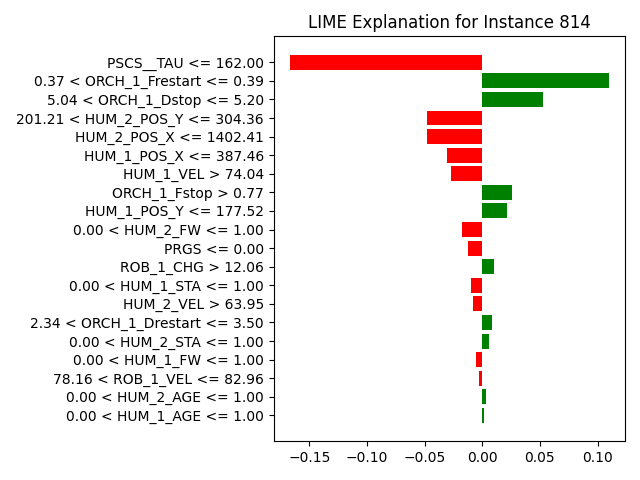 LIME Explanation for Instance 814
PSCS__TAU <= 162.00
0.37 < ORCH_1_Frestart <= 0.39
5.04 < ORCH_1_Dstop <= 5.20
201.21 < HUM_2_POS_Y <= 304.36
HUM_2_POS_X <= 1402.41
HUM_1_POS_X <= 387.46
HUM_1_VEL > 74.04
ORCH_1_Fstop > 0.77
HUM_1_POS_Y <= 177.52
0.00 < HUM_2_FW <= 1.00
PRGS <= 0.00
ROB_1_CHG > 12.06
0.00 < HUM_1_STA <= 1.00
HUM_2_VEL > 63.95
2.34 < ORCH_1_Drestart <= 3.50
0.00 < HUM_2_STA <= 1.00
0.00 < HUM_1_FW <= 1.00
78.16 < ROB_1_VEL <= 82.96
0.00 < HUM_2_AGE <= 1.00
0.00 < HUM_1_AGE <= 1.00
−0.15 −0.10 −0.05 0.00 0.05 0.10